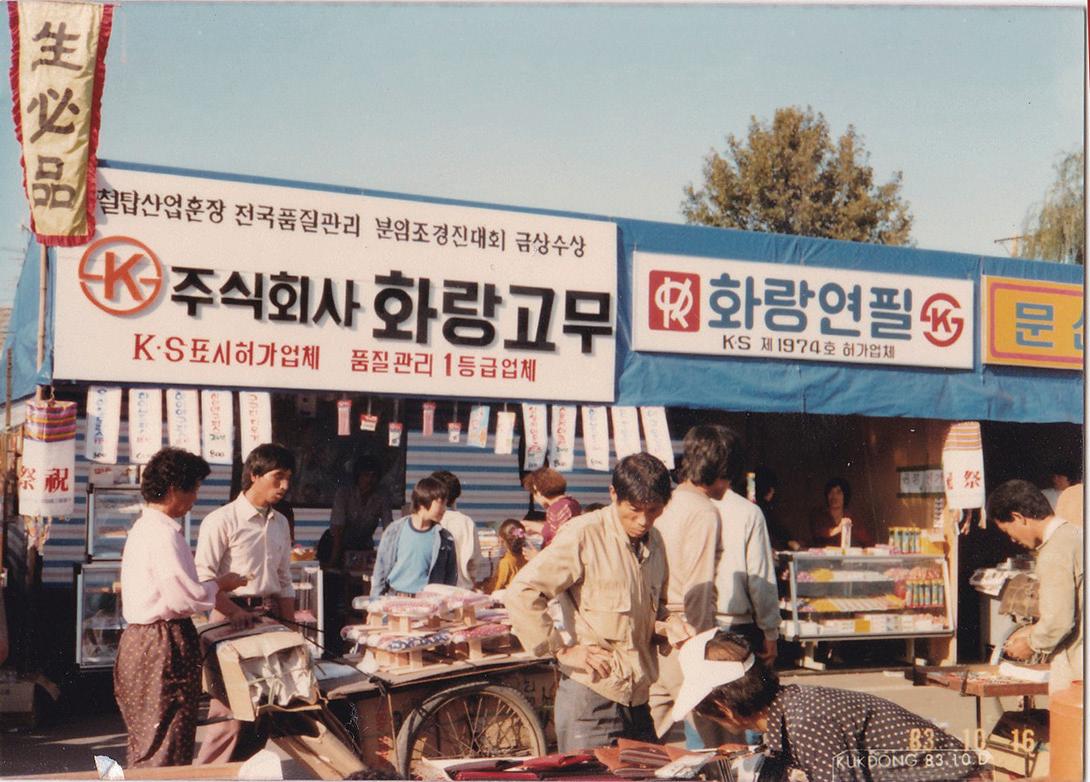 生必品
철탑산업훈장 전국품질관리 분임조경진대회 금상수상
K 주식회사 화랑고무
K·S표시허가업체 품질관리 1등급업체
화랑연필 K
K·S 제1974호 허가업체
문
祭 祝
祭
83 10 16
KUKDONG 83.10.D